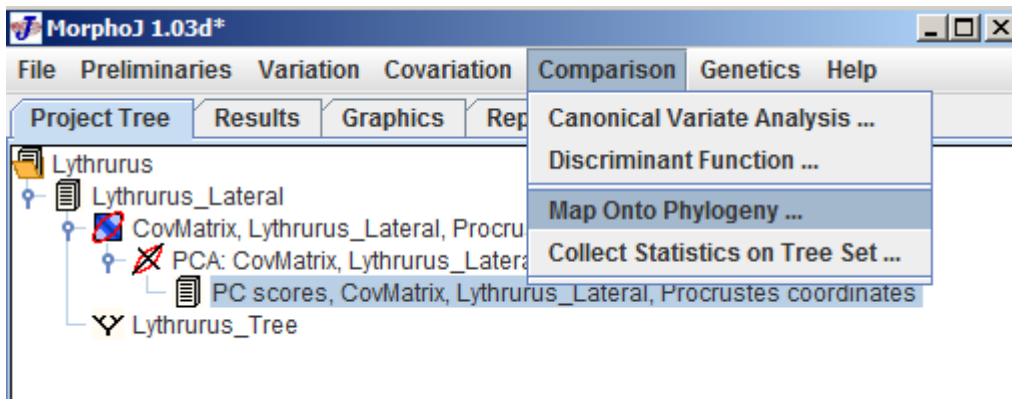 MorphoJ 1.03d*
File Preliminaries Variation Covariation Comparison Genetics Help
Project Tree Results Graphics Rep
Canonical Variate Analysis ...
Discriminant Function ...
Map Onto Phylogeny ...
Collect Statistics on Tree Set ...
Lythrurus
Lythrurus_Lateral
CovMatrix, Lythrurus_Lateral, Procru
PCA: CovMatrix, Lythrurus_Latera
PC scores, CovMatrix, Lythrurus_Lateral, Procrustes coordinates
Lythrurus_Tree